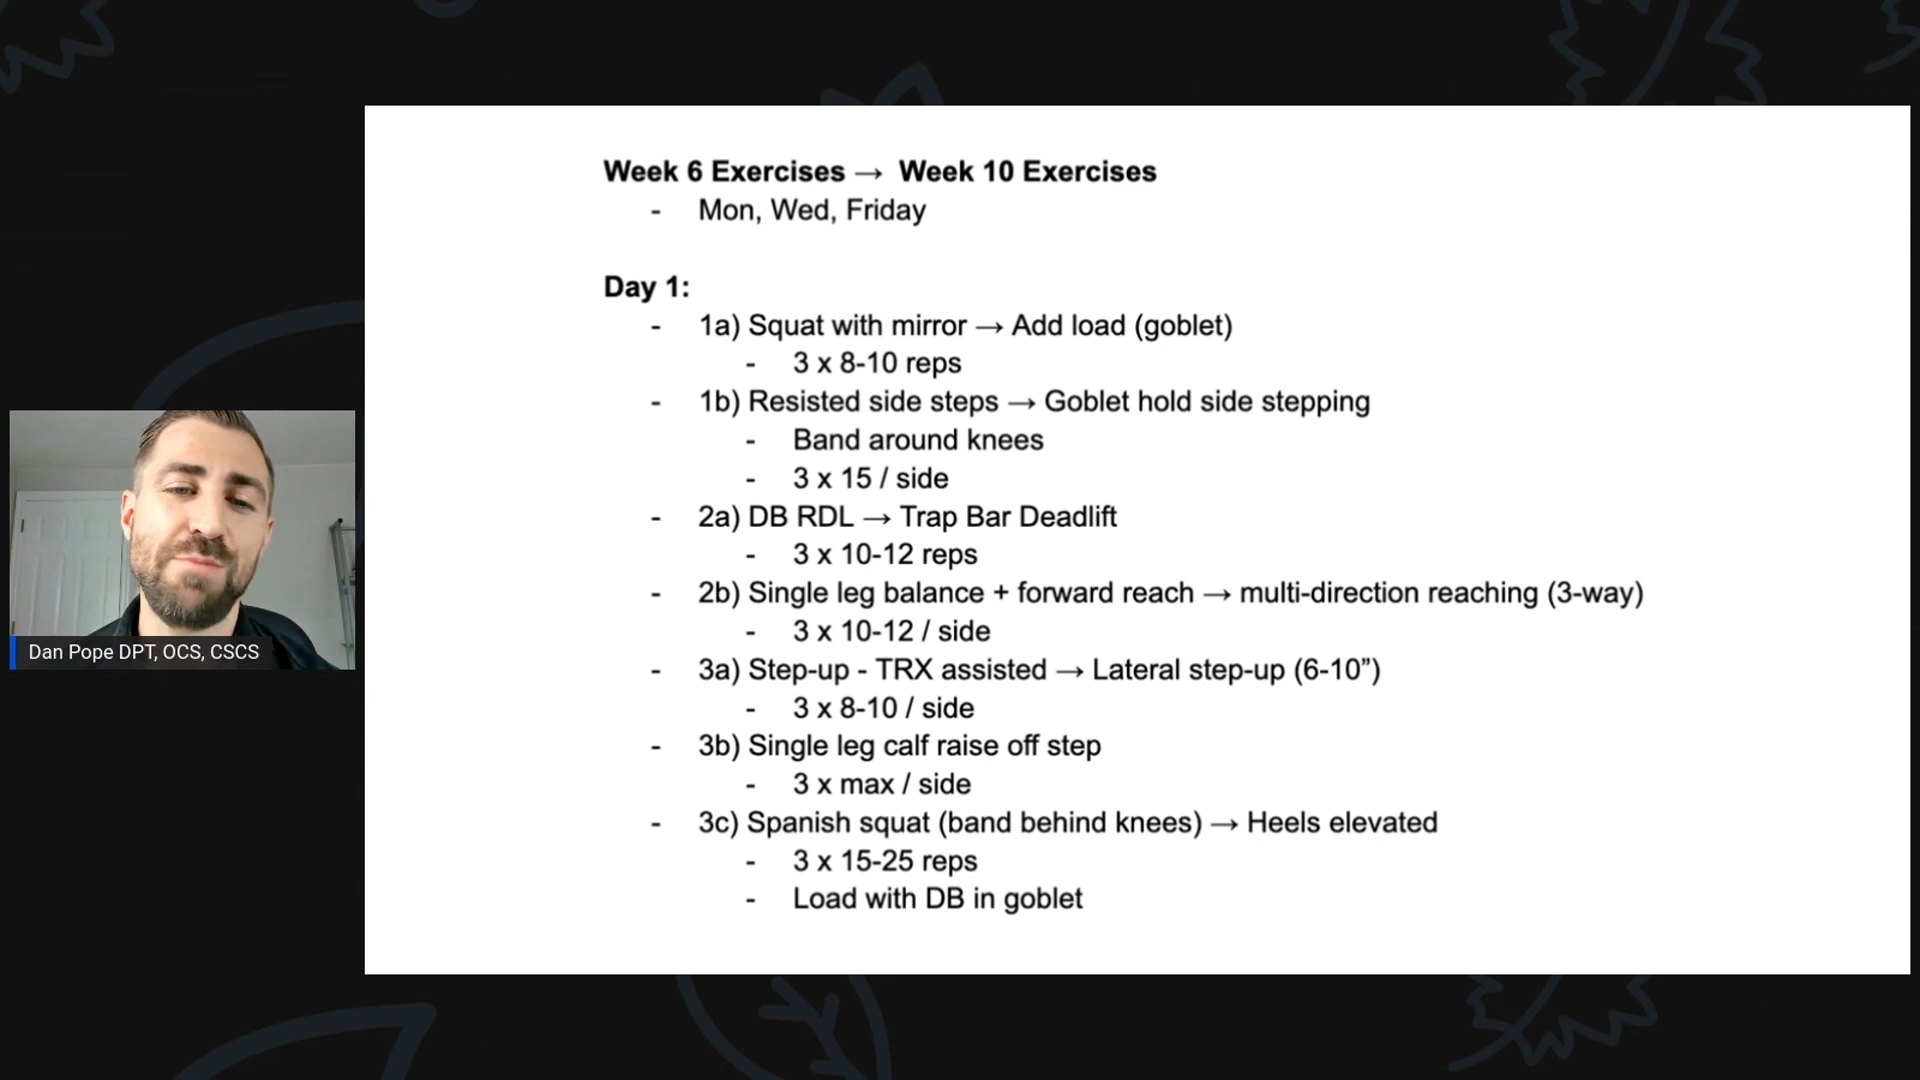 Week 6 Exercises → Week 10 Exercises
- Mon, Wed, Friday
Day 1:
- 1a) Squat with mirror → Add load (goblet)
- 3 x 8-10 reps
- 1b) Resisted side steps → Goblet hold side stepping
- Band around knees
- 3 x 15 / side
- 2a) DB RDL → Trap Bar Deadlift
- 3 x 10-12 reps
- 2b) Single leg balance + forward reach → multi-direction reaching (3-way)
- 3 x 10-12 / side
- 3a) Step-up - TRX assisted → Lateral step-up (6-10”)
- 3 x 8-10 / side
- 3b) Single leg calf raise off step
- 3 x max / side
- 3c) Spanish squat (band behind knees) → Heels elevated
- 3 x 15-25 reps
- Load with DB in goblet
Dan Pope DPT, OCS, CSCS